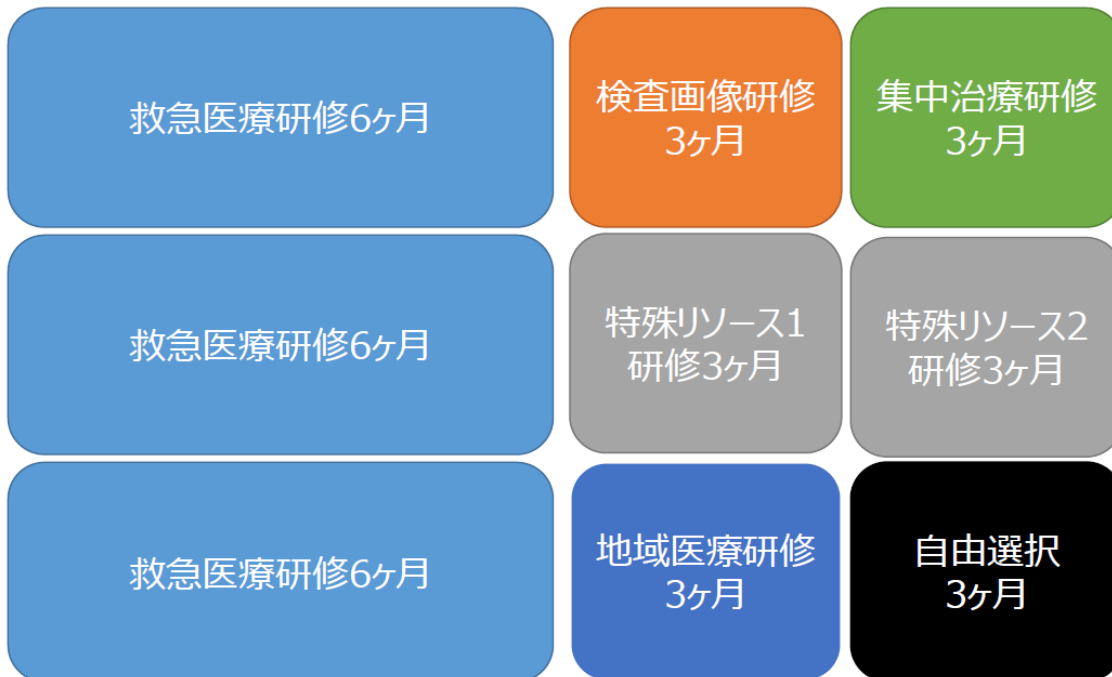 救急医療研修6ヶ月
検査画像研修
3ヶ月
集中治療研修
3ヶ月
救急医療研修6ヶ月
特殊リソース1
研修3ヶ月
特殊リソース2
研修3ヶ月
救急医療研修6ヶ月
地域医療研修
3ヶ月
自由選択
3ヶ月